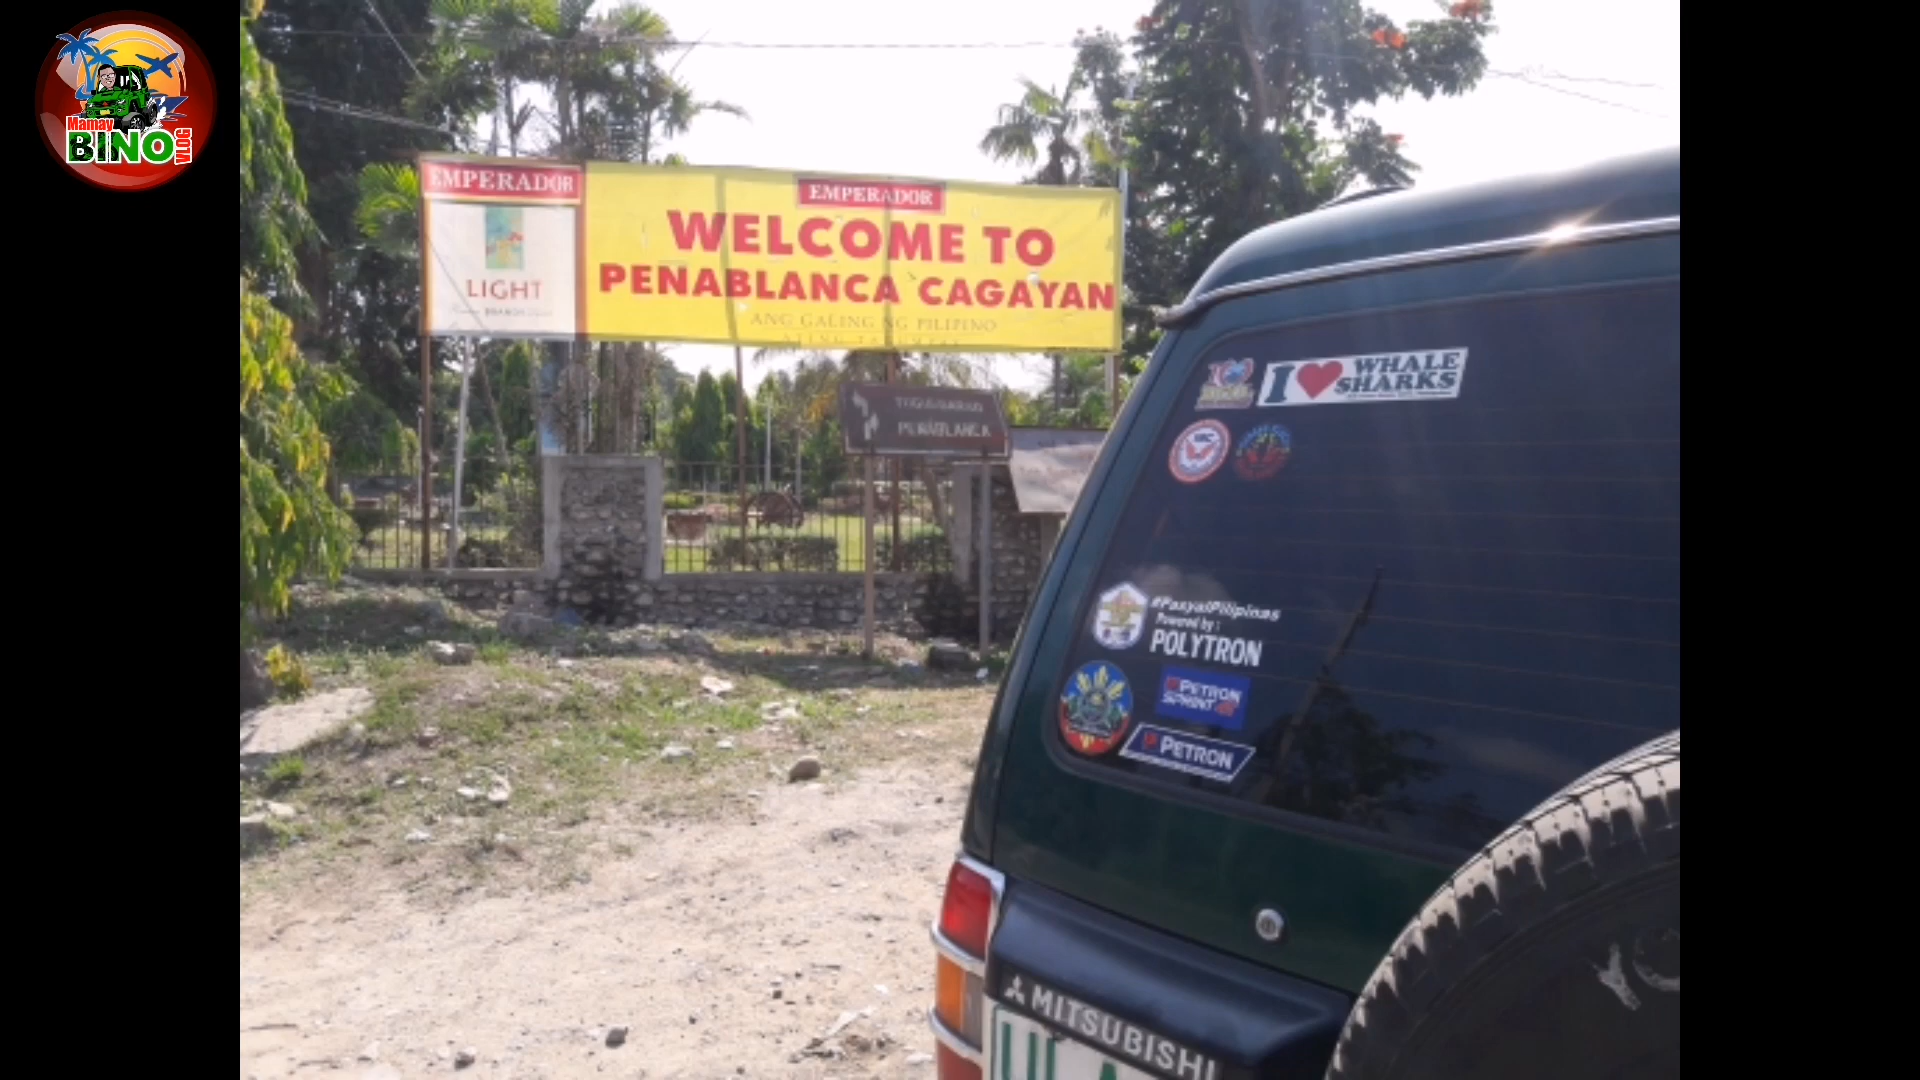 Mamay
BINO
VLOG
EMPERADOR
LIGHT
EMPERADOR
WELCOME TO
PENABLANCA CAGAYAN
ANG GALING NG PILIPINO
TUGUEGARAO
PEÑABLANCA
I ❤ WHALE
SHARKS
#PasyalPilipinas
Powered by :
POLYTRON
PETRON
SPRINT
PETRON
MITSUBISHI